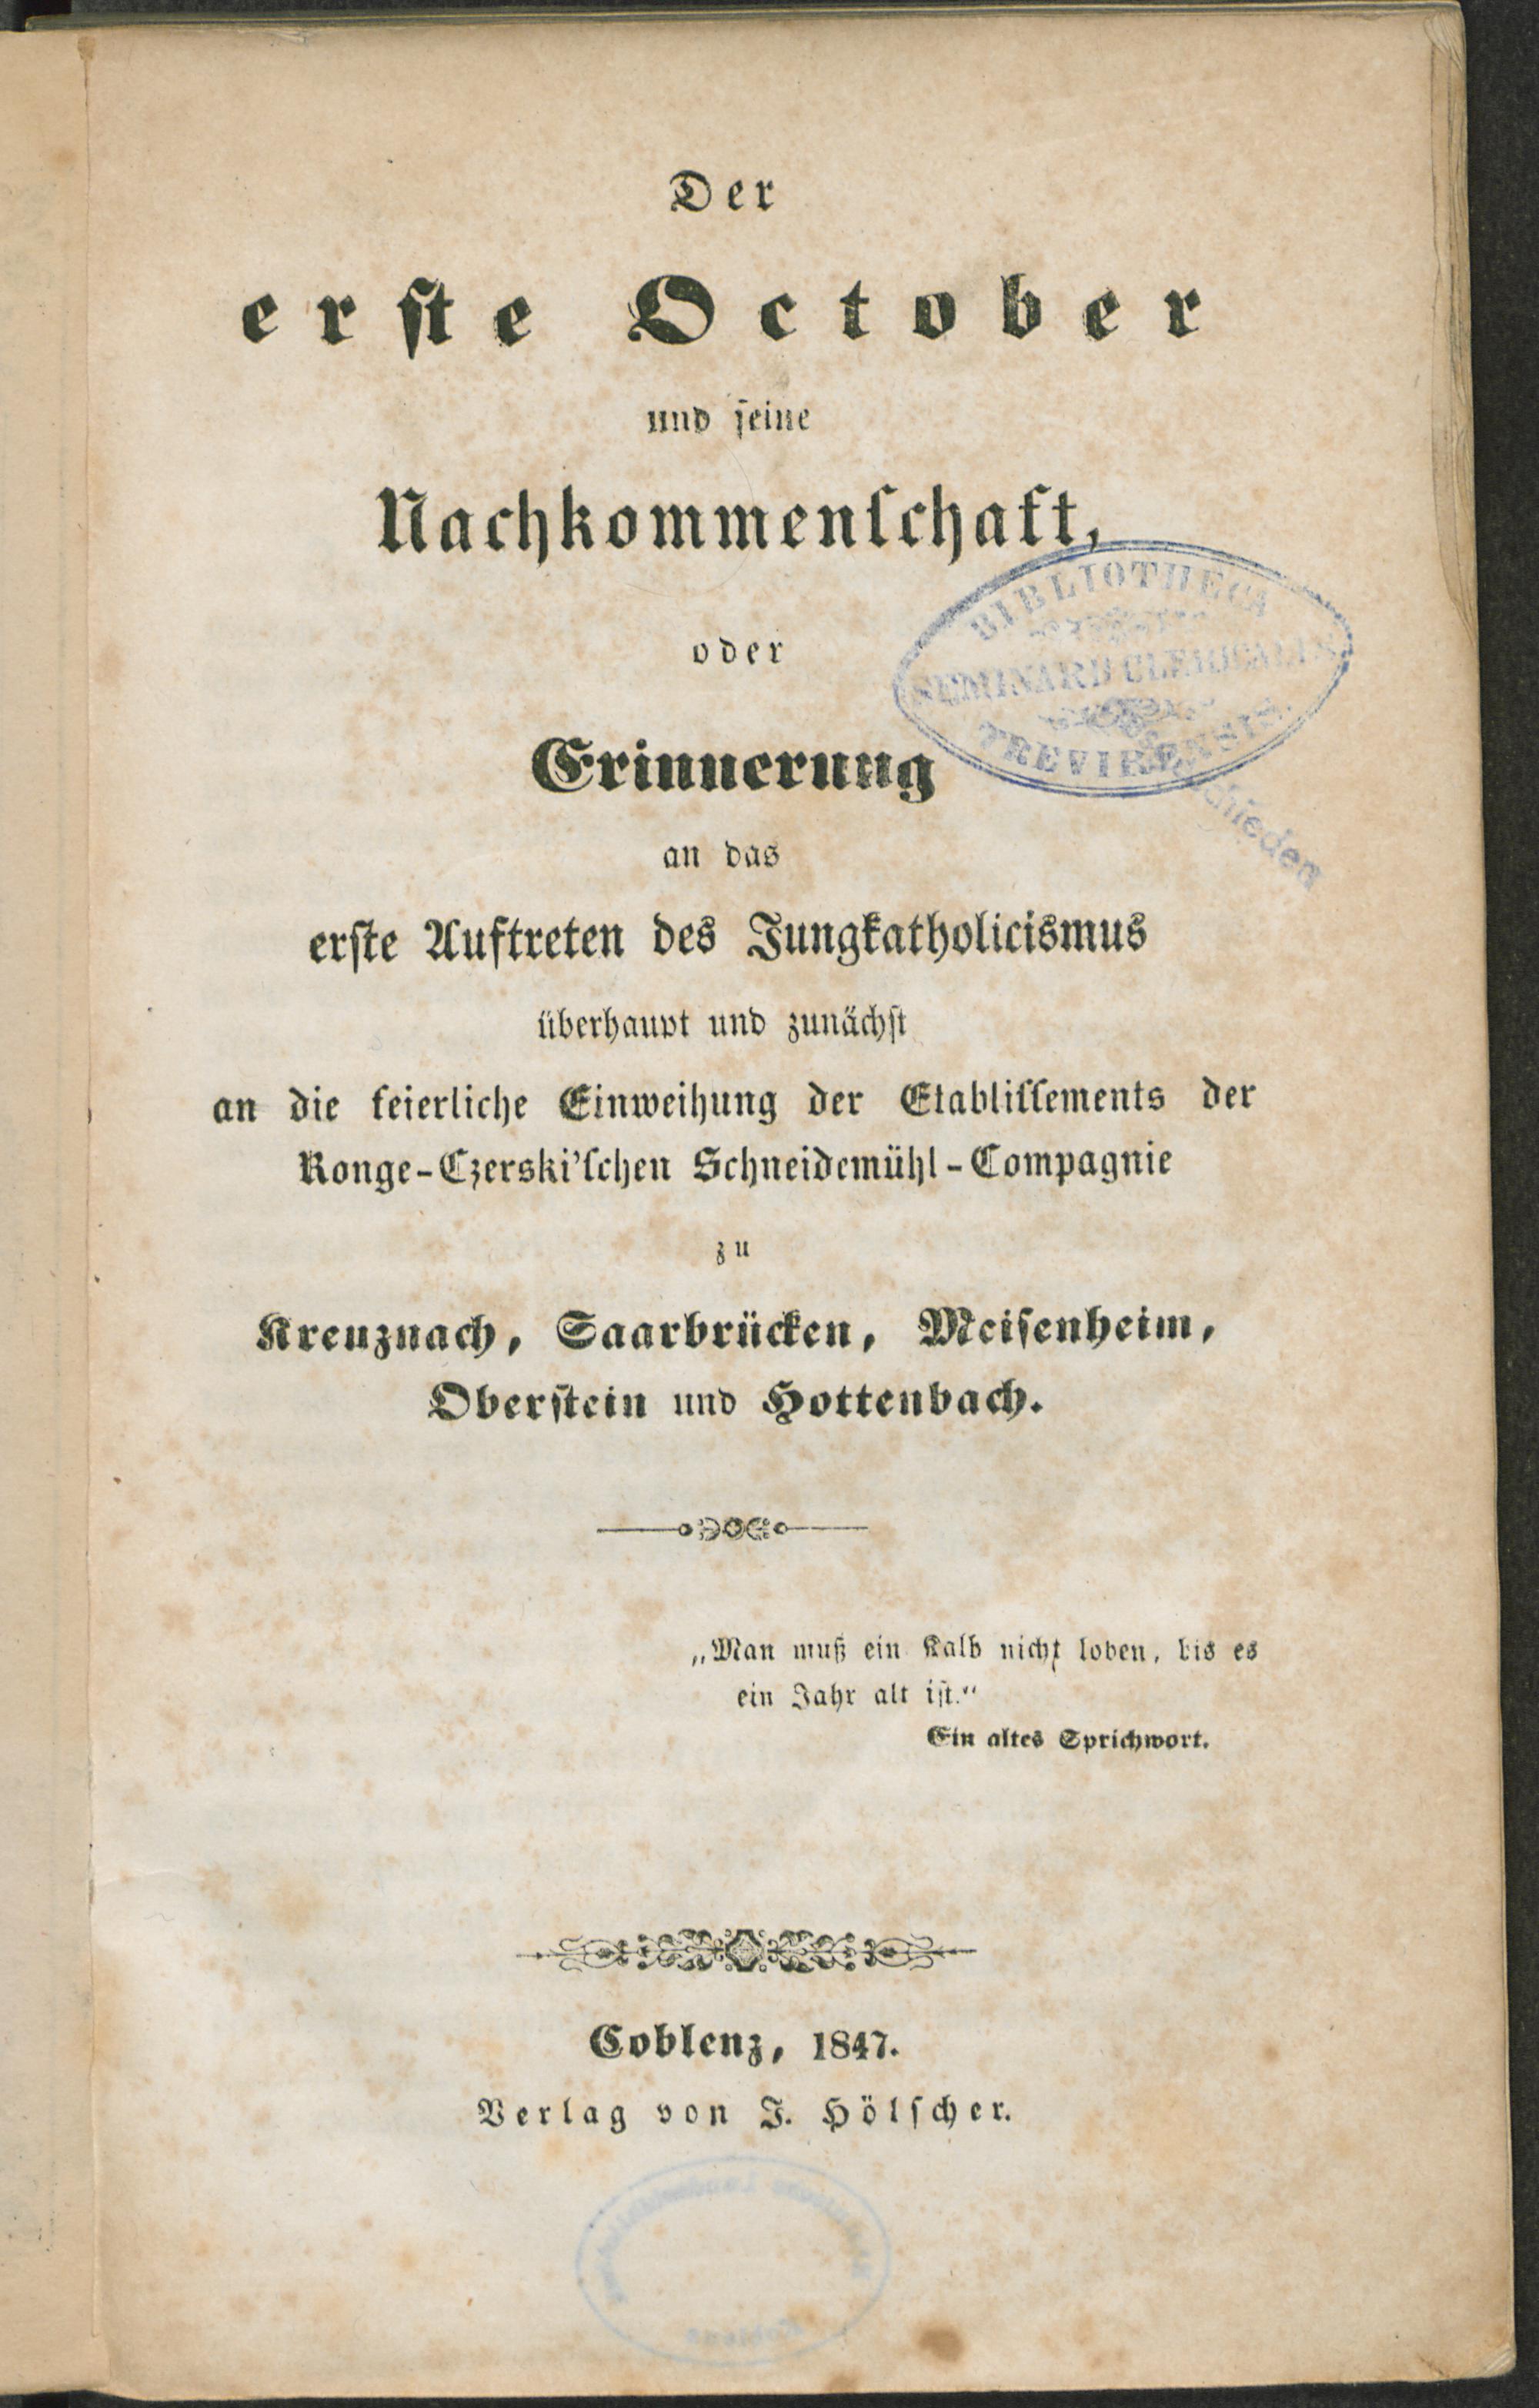 Der
erste October
und seine
Nachkommenschaft,
oder
Erinnerung
an das
erste Auftreten des Jungkatholicismus
überhaupt und zunächst
an die feierliche Einweihung der Etablissements der
Ronge-Czerski'schen Schneidemühl-Compagnie
zu
Kreuznach, Saarbrücken, Meisenheim,
Oberstein und Hottenbach.
„Man muß ein Kalb nicht loben, bis es
ein Jahr alt ist."
Ein altes Sprichwort.
Coblenz, 1847.
Verlag von J. Hölscher.
BIBLIOTHECA
SEMINARII CLERICALIS
TREVIRENSIS.